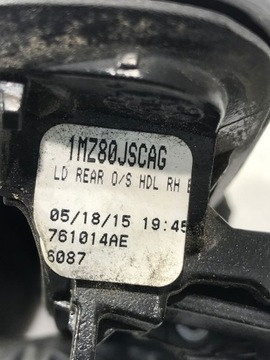 1MZ80JSCAG
LD REAR O/S HDL RH
05/18/15 19:45
761014AE
6087